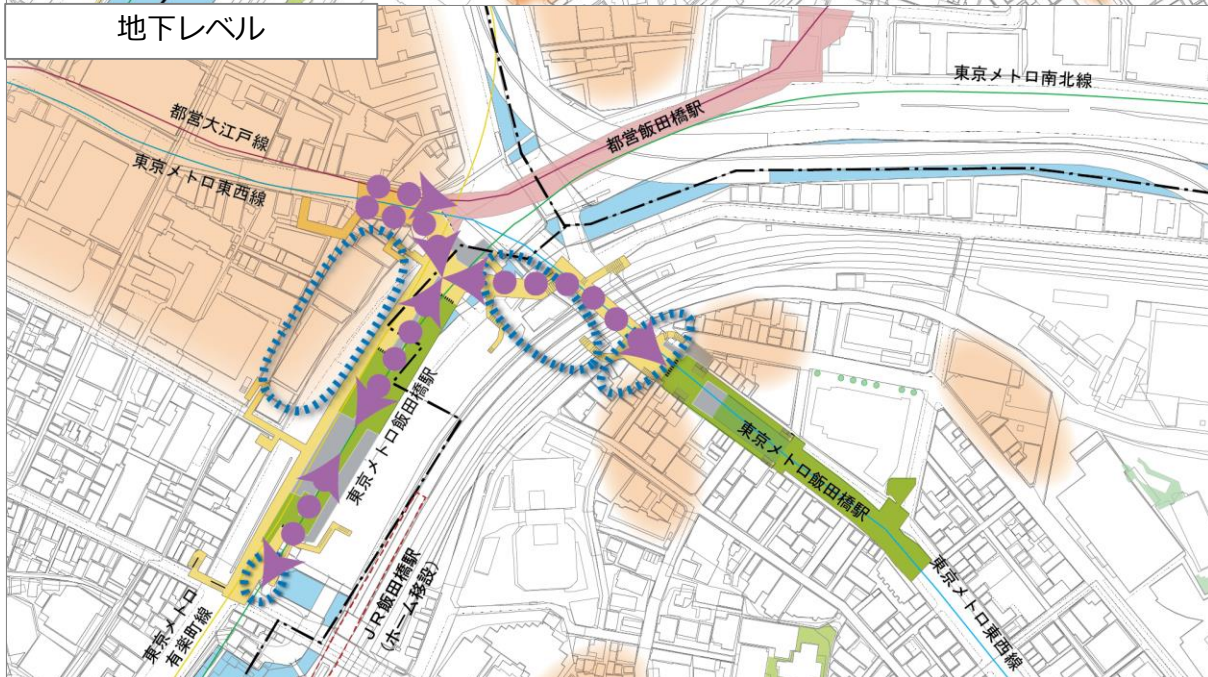 地下レベル
東京メトロ南北線
都営大江戸線
都営飯田橋駅
東京メトロ東西線
東京メトロ飯田橋駅
東京メトロ飯田橋駅
JR飯田橋駅
(ホーム移設)
東京メトロ
有楽町線
東京メトロ東西線